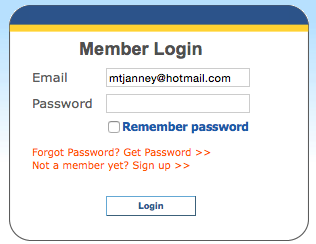 Member Login
Email mtjanney@hotmail.com
Password
Remember password
Forgot Password? Get Password >>
Not a member yet? Sign up >>
Login